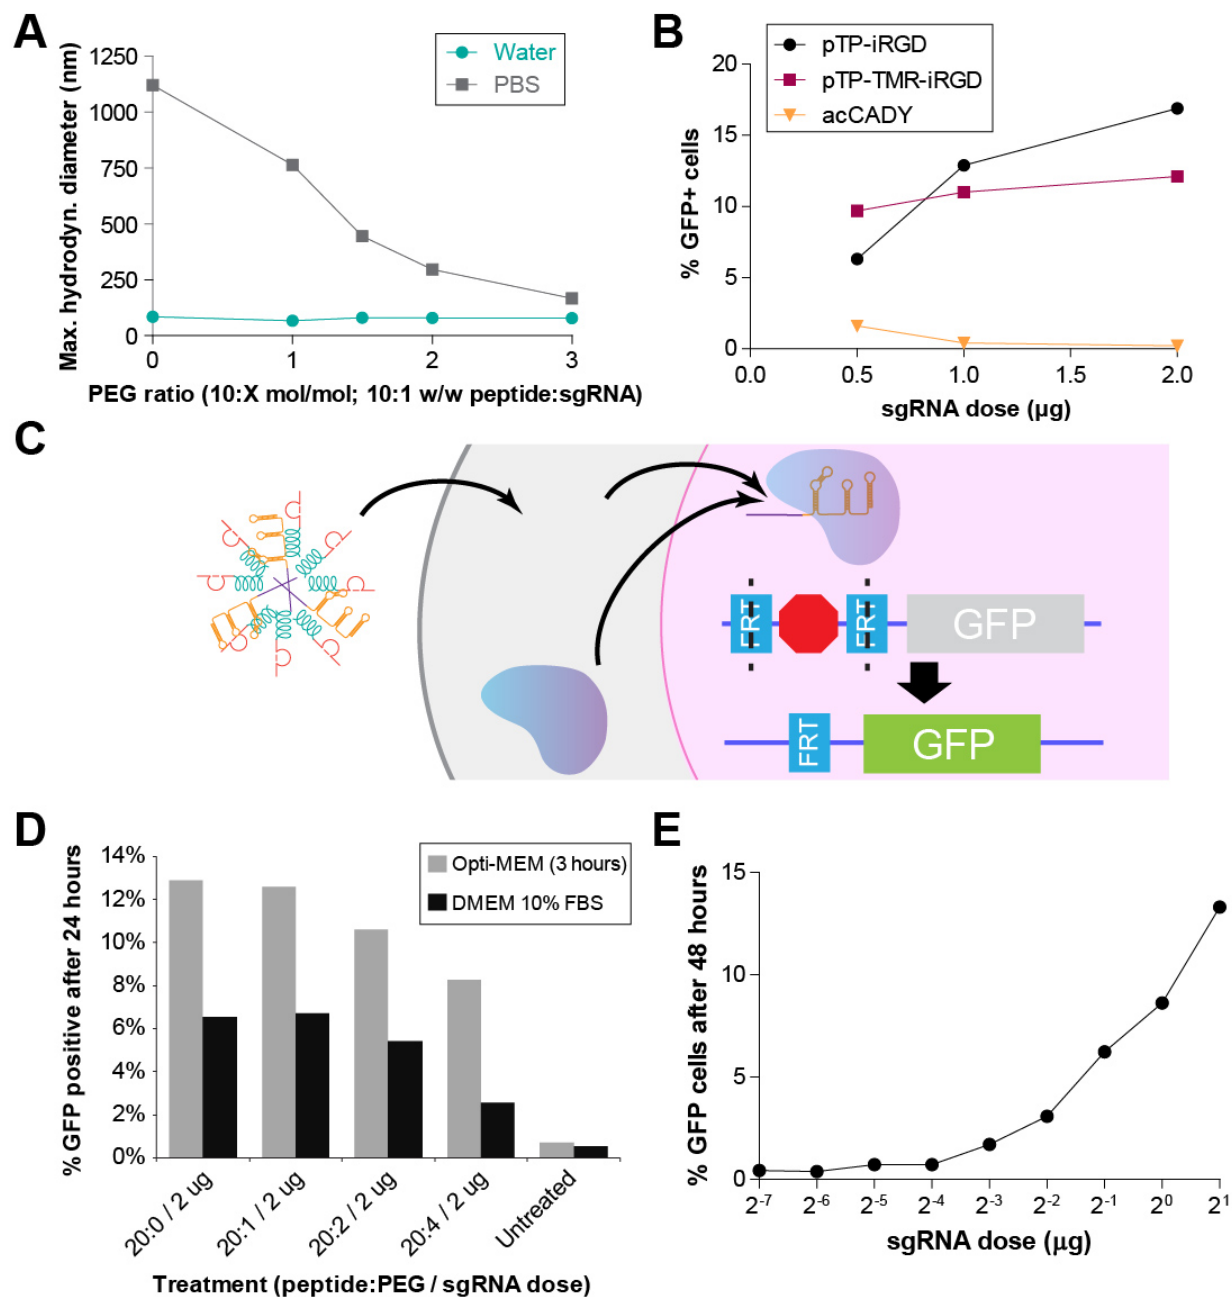 A
Max. hydrodyn. diameter (nm)
1250
1000
750
500
250
0
0
1
2
3
PEG ratio (10:X mol/mol; 10:1 w/w peptide:sgRNA)
Water
PBS
B
pTP-iRGD
pTP-TMR-iRGD
acCADY
% GFP+ cells
20
15
10
5
0
0.0
0.5
1.0
1.5
2.0
sgRNA dose (µg)
C
FRT
FRT
GFP
FRT
GFP
D
% GFP positive after 24 hours
14%
12%
10%
8%
6%
4%
2%
0%
Opti-MEM (3 hours)
DMEM 10% FBS
20:0 / 2 ug
20:1 / 2 ug
20:2 / 2 ug
20:4 / 2 ug
Untreated
Treatment (peptide:PEG / sgRNA dose)
E
% GFP cells after 48 hours
15
10
5
0
2⁻⁷
2⁻⁶
2⁻⁵
2⁻⁴
2⁻³
2⁻²
2⁻¹
2⁰
2¹
sgRNA dose (µg)